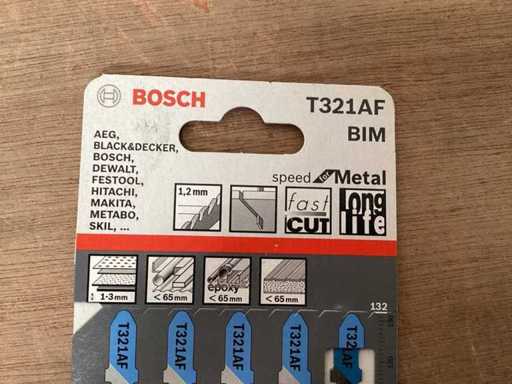 BOSCH
T321AF
BIM
AEG,
BLACK&DECKER,
BOSCH,
DEWALT,
FESTOOL,
HITACHI,
MAKITA,
METABO,
SKIL, ...
speed for Metal
1,2 mm
fast
CUT
Long
life
1-3 mm
< 65 mm
epoxy
< 65 mm
< 65 mm
132
T321AF
T321AF
T321AF
T321AF
T321AF